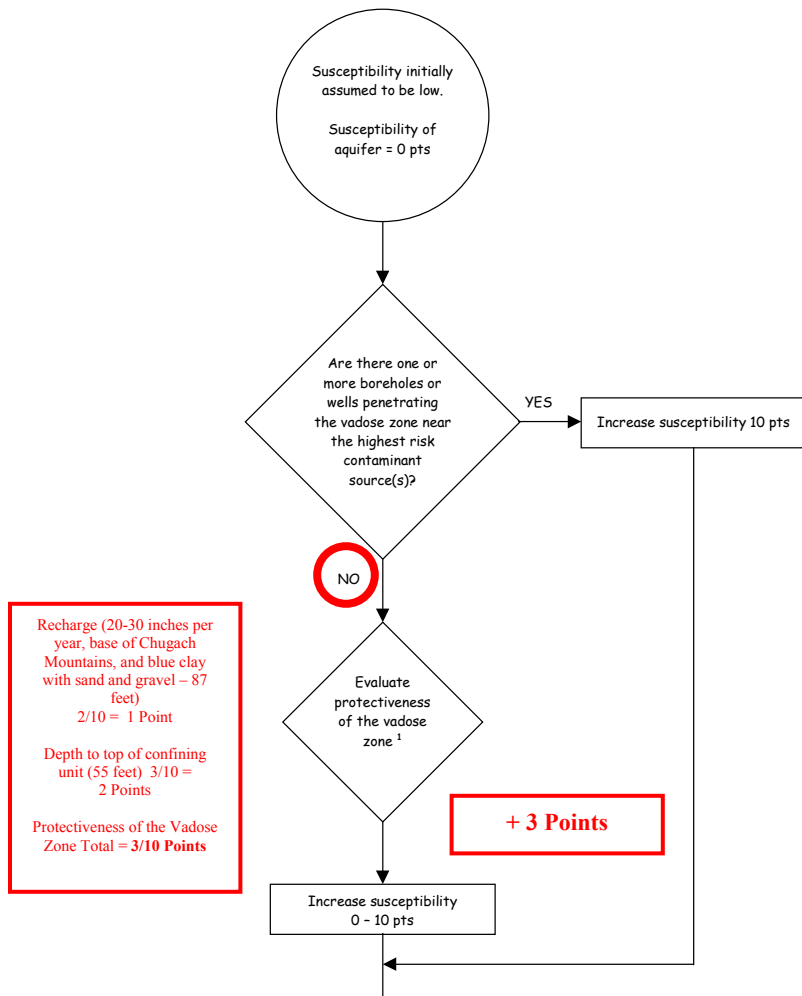 Susceptibility initially
assumed to be low.
Susceptibility of
aquifer = 0 pts
Are there one or
more boreholes or
wells penetrating
the vadose zone near
the highest risk
contaminant
source(s)?
YES
Increase susceptibility 10 pts
NO
Recharge (20-30 inches per
year, base of Chugach
Mountains, and blue clay
with sand and gravel – 87
feet)
2/10 = 1 Point
Depth to top of confining
unit (55 feet) 3/10 =
2 Points
Protectiveness of the Vadose
Zone Total = 3/10 Points
Evaluate
protectiveness
of the vadose
zone ¹
+ 3 Points
Increase susceptibility
0 – 10 pts